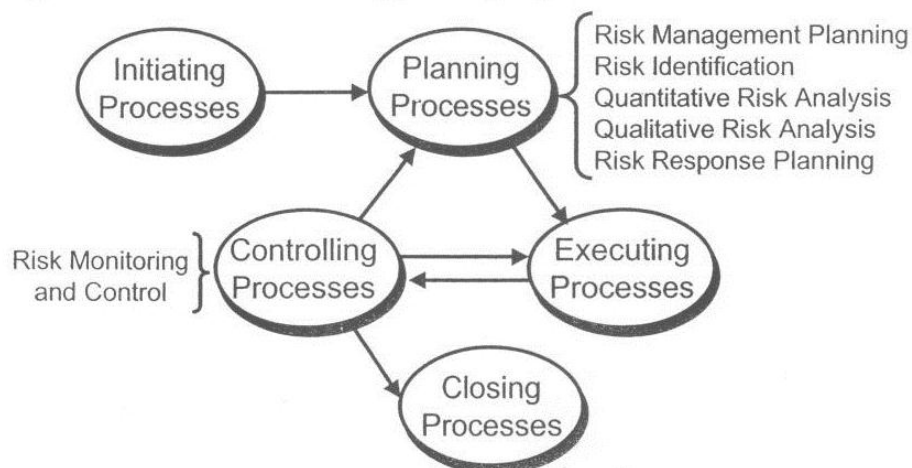 Initiating
Processes
Planning
Processes
Risk Management Planning
Risk Identification
Quantitative Risk Analysis
Qualitative Risk Analysis
Risk Response Planning
Risk Monitoring
and Control
Controlling
Processes
Executing
Processes
Closing
Processes